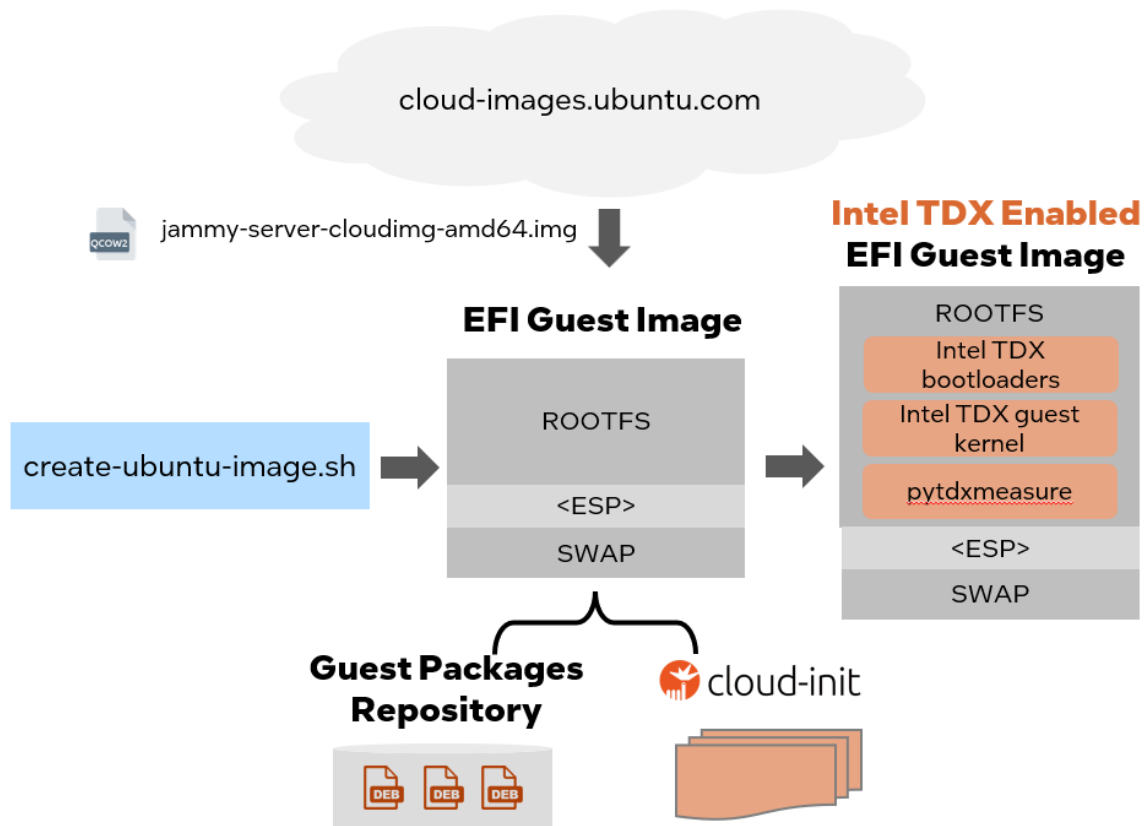 cloud-images.ubuntu.com
QCOW2
jammy-server-cloudimg-amd64.img
Intel TDX Enabled
EFI Guest Image
EFI Guest Image
ROOTFS
Intel TDX
bootloaders
Intel TDX guest
kernel
pytdxmeasure
<ESP>
SWAP
create-ubuntu-image.sh
ROOTFS
<ESP>
SWAP
Guest Packages
Repository
DEB
DEB
DEB
cloud-init